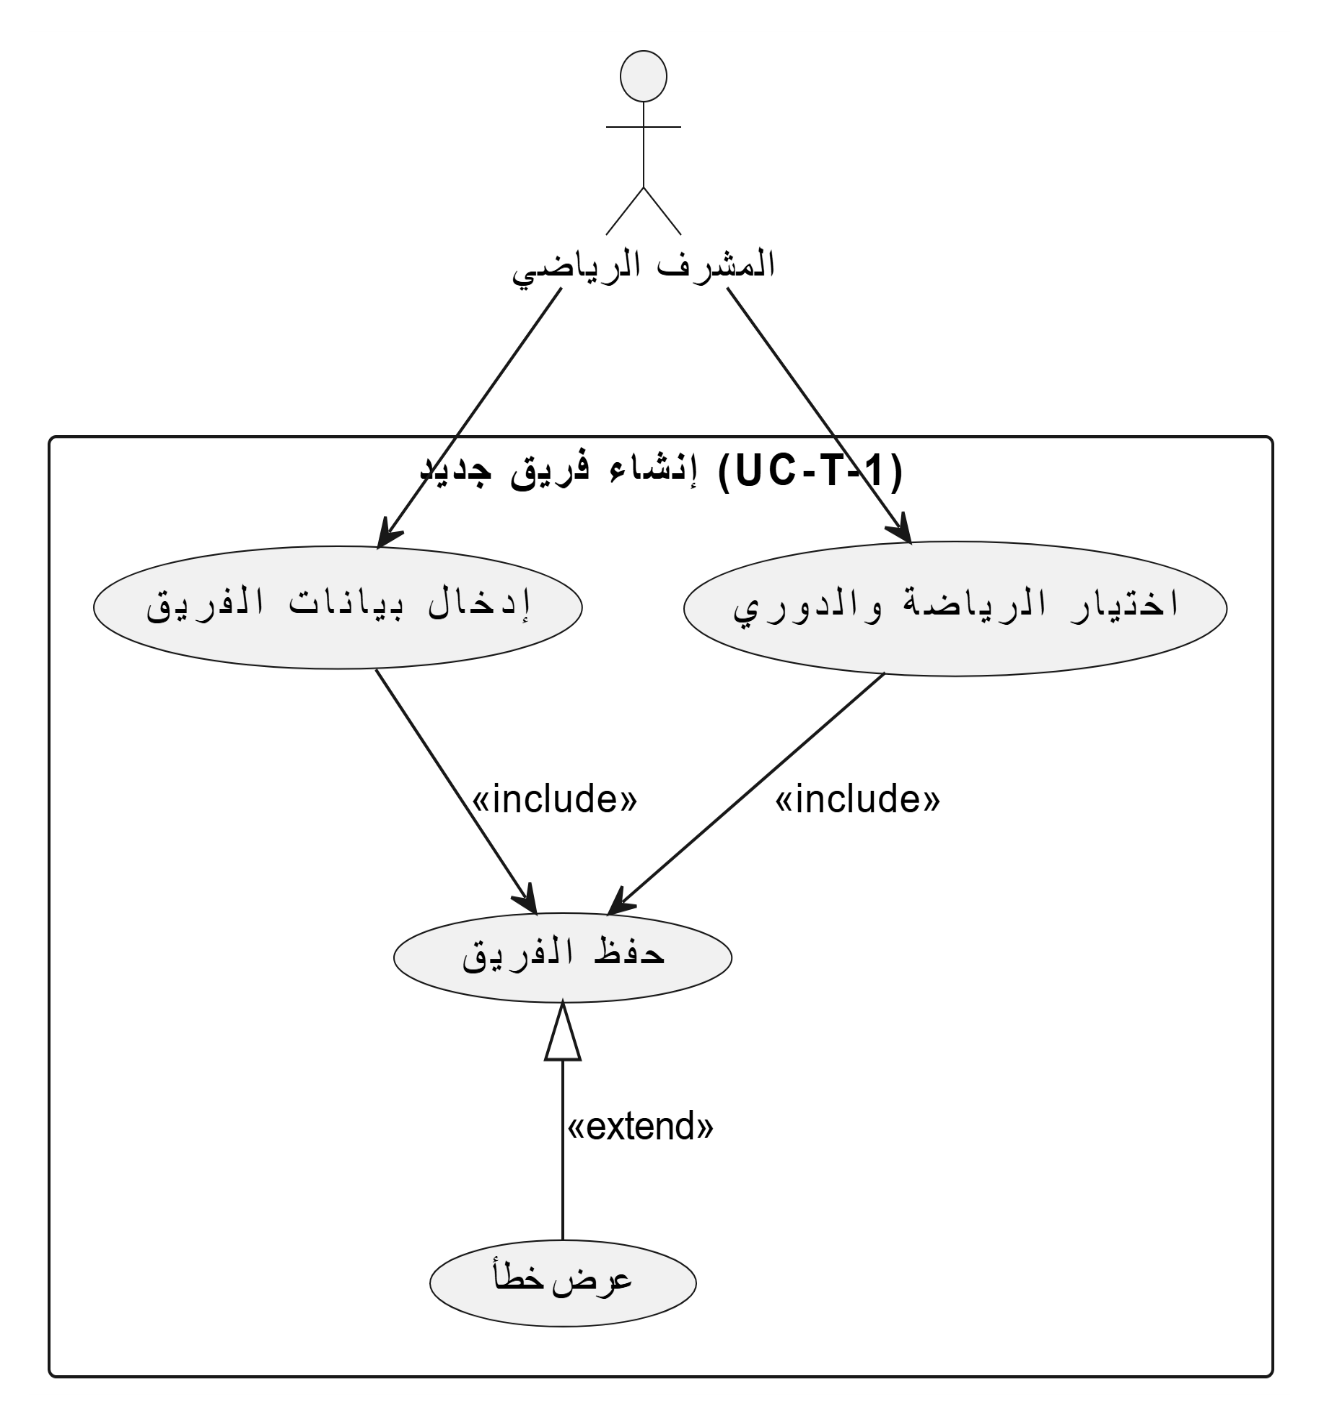 المشرف الرياضي
إنشاء فريق جديد (UC-T-1)
إدخال بيانات الفريق
اختيار الرياضة والدوري
«include»
«include»
حفظ الفريق
«extend»
عرض خطأ